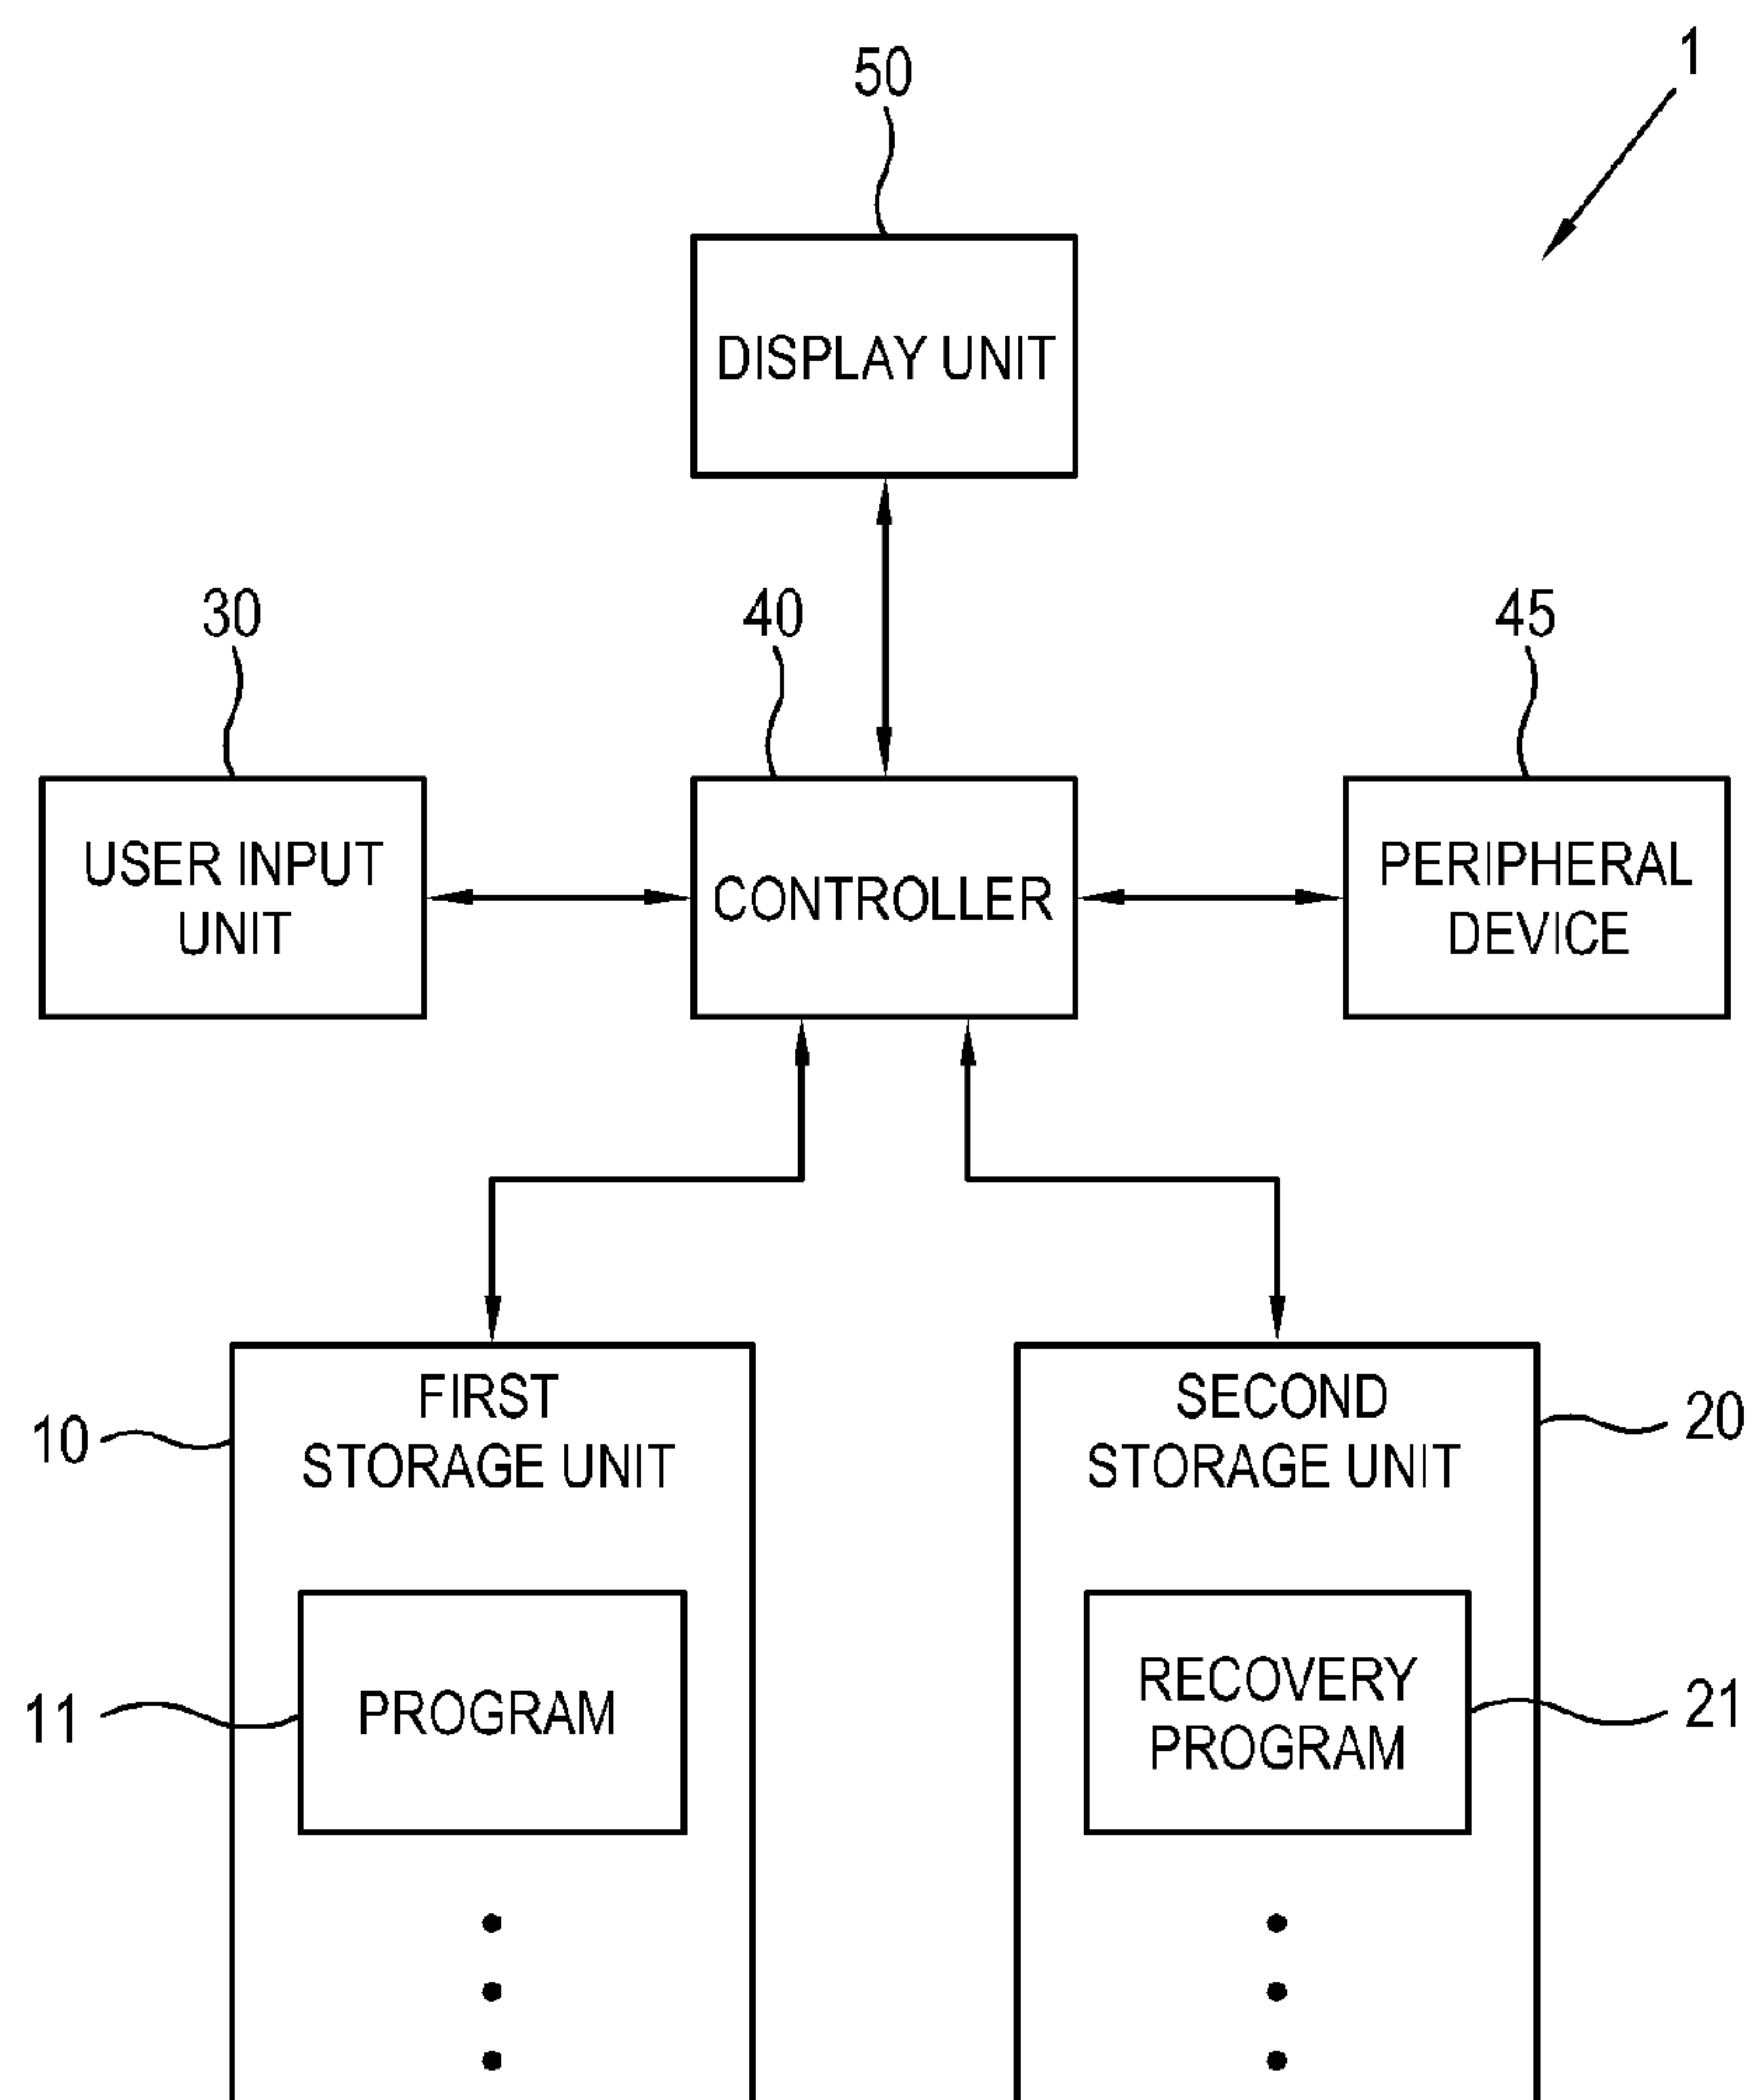 1
50
DISPLAY UNIT
30
40
45
USER INPUT
UNIT
CONTROLLER
PERIPHERAL
DEVICE
10
FIRST
STORAGE UNIT
SECOND
STORAGE UNIT
20
11
PROGRAM
RECOVERY
PROGRAM
21